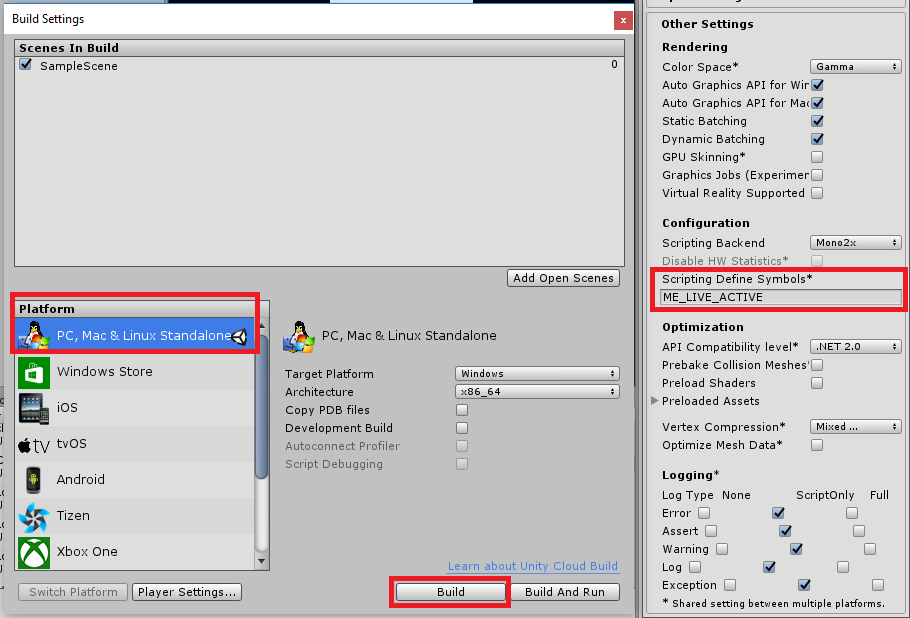 Build Settings
x
Scenes In Build
SampleScene
0
Add Open Scenes
Platform
PC, Mac & Linux Standalone
Windows Store
iOS
tv
tvOS
Android
Tizen
Xbox One
PC, Mac & Linux Standalone
Target Platform
Windows
Architecture
x86_64
Copy PDB files
Development Build
Autoconnect Profiler
Script Debugging
Learn about Unity Cloud Build
Switch Platform
Player Settings...
Build
Build And Run
Other Settings
Rendering
Color Space*
Gamma
Auto Graphics API for Win
Auto Graphics API for Mac
Static Batching
Dynamic Batching
GPU Skinning*
Graphics Jobs (Experimen
Virtual Reality Supported
Configuration
Scripting Backend
Mono2x
Disable HW Statistics*
Scripting Define Symbols*
ME_LIVE_ACTIVE
Optimization
API Compatibility level*
.NET 2.0
Prebake Collision Meshes*
Preload Shaders
Preloaded Assets
Vertex Compression*
Mixed ...
Optimize Mesh Data*
Logging*
Log Type None ScriptOnly Full
Error
Assert
Warning
Log
Exception
* Shared setting between multiple platforms.